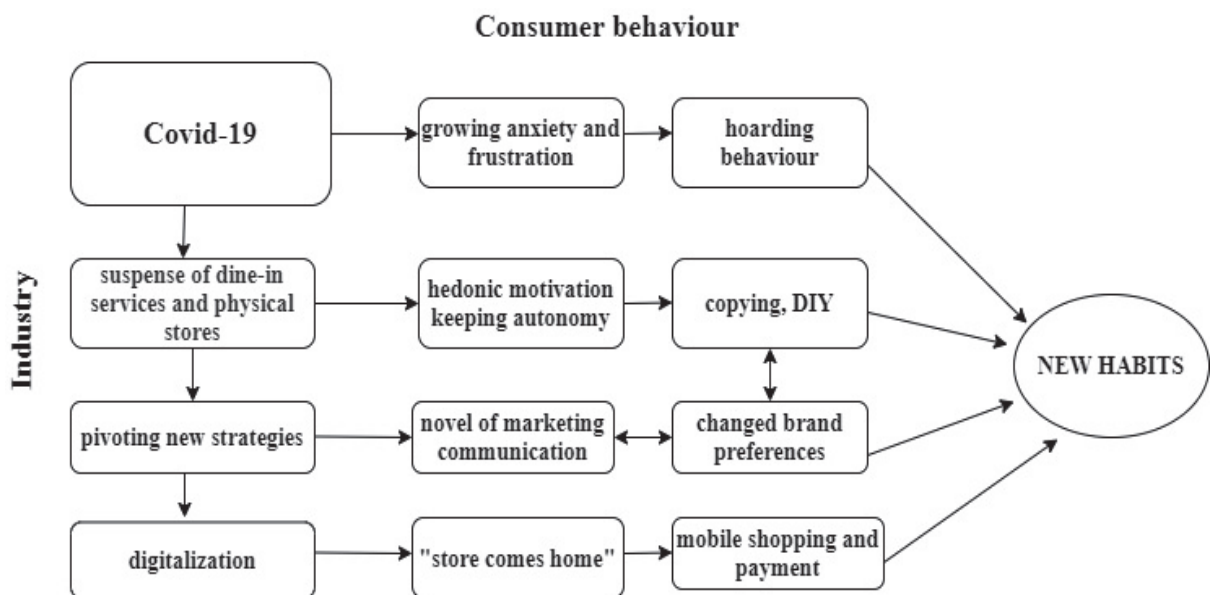 Consumer behaviour
Covid-19
growing anxiety and
frustration
hoarding
behaviour
Industry
suspense of dine-in
services and physical
stores
hedonic motivation
keeping autonomy
copying, DIY
NEW HABITS
pivoting new strategies
novel of marketing
communication
changed brand
preferences
digitalization
"store comes home"
mobile shopping and
payment